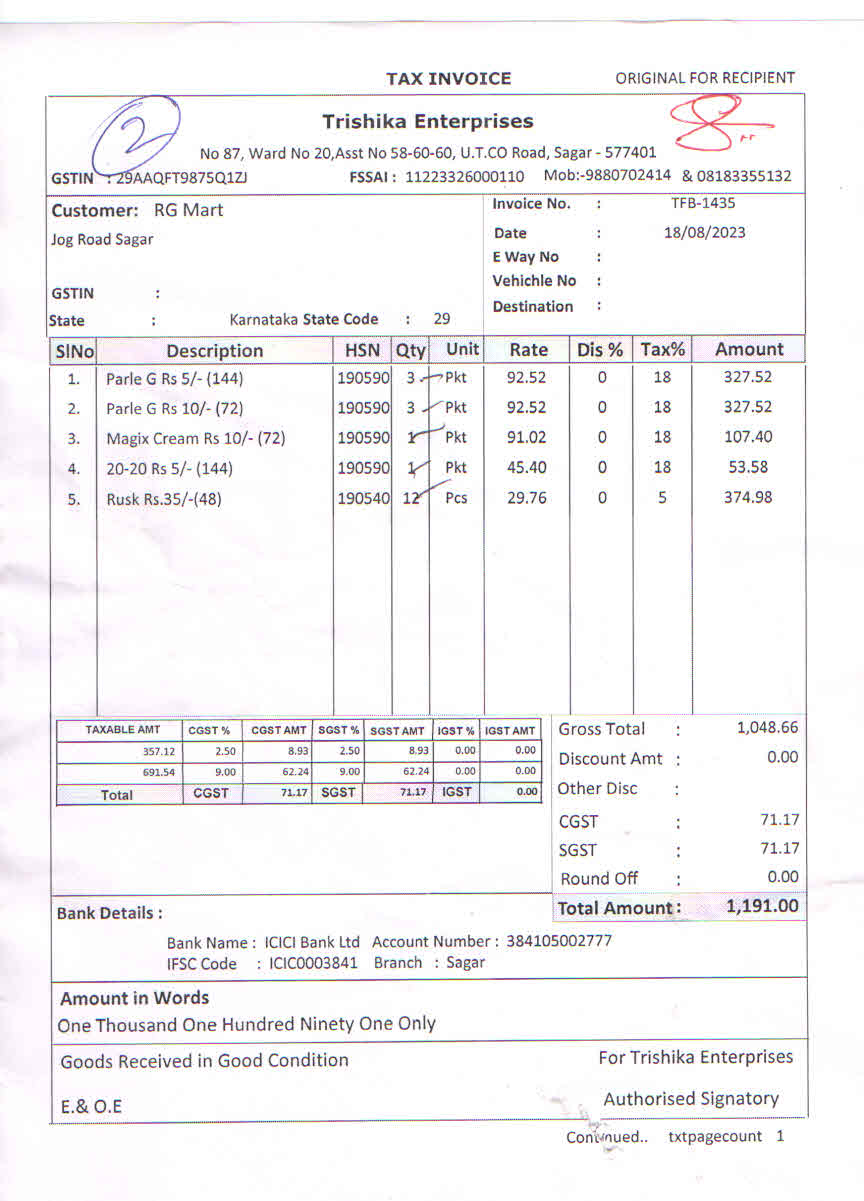 TAX INVOICE ORIGINAL FOR RECIPIENT
2
Trishika Enterprises
No 87, Ward No 20,Asst No 58-60-60, U.T.CO Road, Sagar - 577401
GSTIN : 29AAQFT9875Q1ZJ FSSAI : 11223326000110 Mob:-9880702414 & 08183355132
Customer: RG Mart
Jog Road Sagar
GSTIN :
State : Karnataka State Code : 29
Invoice No. : TFB-1435
Date : 18/08/2023
E Way No :
Vehichle No :
Destination :
SlNo Description HSN Qty Unit Rate Dis % Tax% Amount
1. Parle G Rs 5/- (144) 190590 3 Pkt 92.52 0 18 327.52
2. Parle G Rs 10/- (72) 190590 3 Pkt 92.52 0 18 327.52
3. Magix Cream Rs 10/- (72) 190590 1 Pkt 91.02 0 18 107.40
4. 20-20 Rs 5/- (144) 190590 1 Pkt 45.40 0 18 53.58
5. Rusk Rs.35/-(48) 190540 12 Pcs 29.76 0 5 374.98
TAXABLE AMT CGST % CGST AMT SGST % SGST AMT IGST % IGST AMT
357.12 2.50 8.93 2.50 8.93 0.00 0.00
691.54 9.00 62.24 9.00 62.24 0.00 0.00
Total CGST 71.17 SGST 71.17 IGST 0.00
Gross Total : 1,048.66
Discount Amt : 0.00
Other Disc :
CGST : 71.17
SGST : 71.17
Round Off : 0.00
Total Amount : 1,191.00
Bank Details :
Bank Name : ICICI Bank Ltd Account Number : 384105002777
IFSC Code : ICIC0003841 Branch : Sagar
Amount in Words
One Thousand One Hundred Ninety One Only
Goods Received in Good Condition For Trishika Enterprises
E.& O.E Authorised Signatory
Continued.. txtpagecount 1